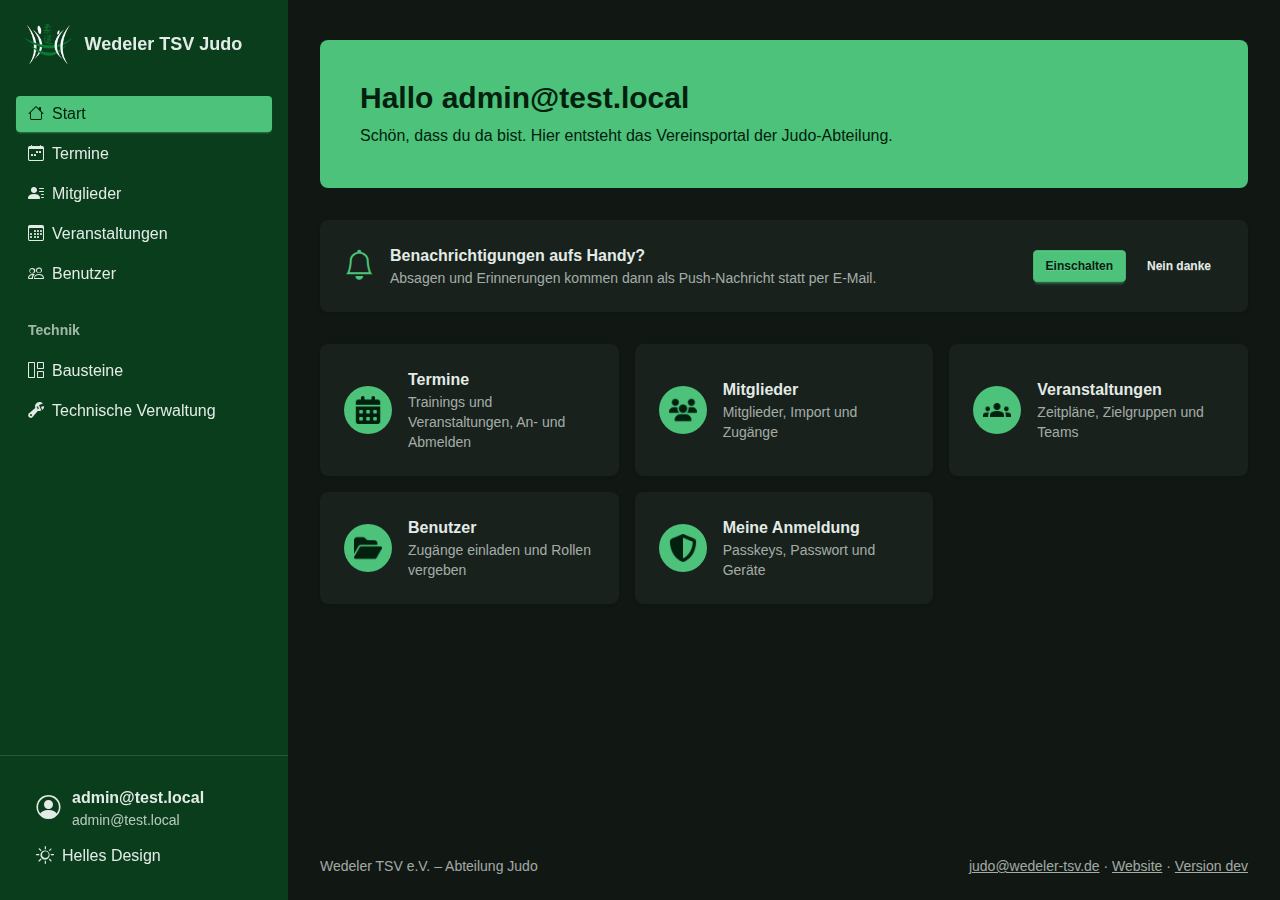 Wedeler TSV Judo
Start
Termine
Mitglieder
Veranstaltungen
Benutzer
Technik
Bausteine
Technische Verwaltung
admin@test.local
admin@test.local
Helles Design
Hallo admin@test.local
Schön, dass du da bist. Hier entsteht das Vereinsportal der Judo-Abteilung.
Benachrichtigungen aufs Handy?
Absagen und Erinnerungen kommen dann als Push-Nachricht statt per E-Mail.
Einschalten
Nein danke
Termine
Trainings und
Veranstaltungen, An- und
Abmelden
Mitglieder
Mitglieder, Import und
Zugänge
Veranstaltungen
Zeitpläne, Zielgruppen und
Teams
Benutzer
Zugänge einladen und Rollen
vergeben
Meine Anmeldung
Passkeys, Passwort und
Geräte
Wedeler TSV e.V. – Abteilung Judo
judo@wedeler-tsv.de · Website · Version dev